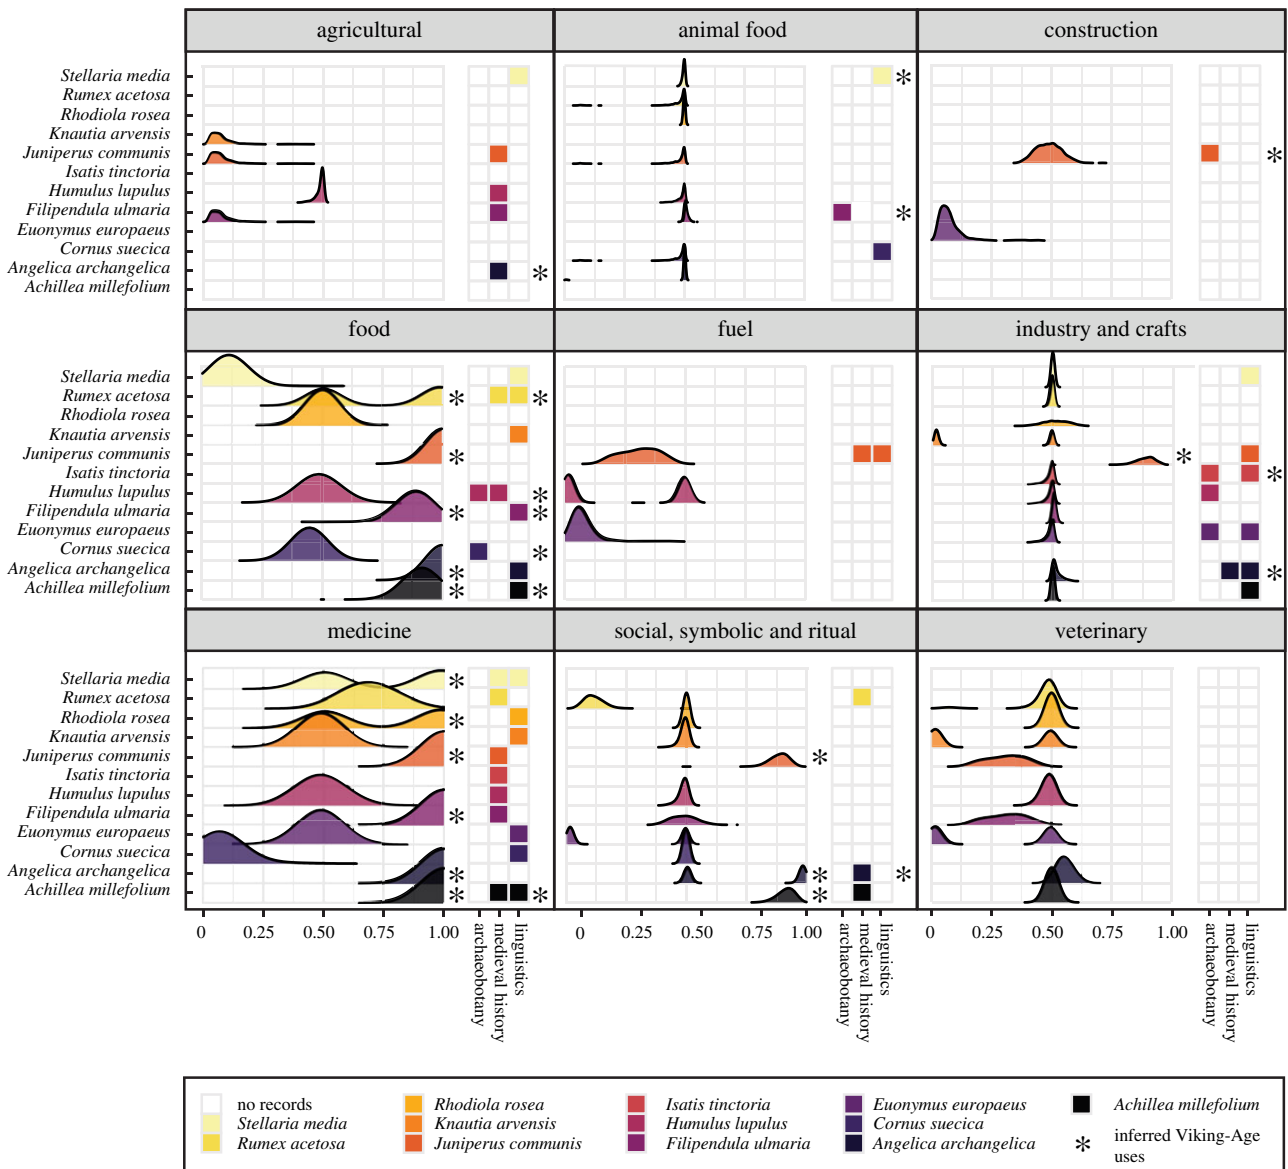 agricultural
animal food
construction
Stellaria media
Rumex acetosa
Rhodiola rosea
Knautia arvensis
Juniperus communis
Isatis tinctoria
Humulus lupulus
Filipendula ulmaria
Euonymus europaeus
Cornus suecica
Angelica archangelica
Achillea millefolium
*
*
*
*
food
fuel
industry and crafts
Stellaria media
Rumex acetosa
Rhodiola rosea
Knautia arvensis
Juniperus communis
Isatis tinctoria
Humulus lupulus
Filipendula ulmaria
Euonymus europaeus
Cornus suecica
Angelica archangelica
Achillea millefolium
* *
*
*
* *
*
*
* *
*
*
*
medicine
social, symbolic and ritual
veterinary
Stellaria media
Rumex acetosa
Rhodiola rosea
Knautia arvensis
Juniperus communis
Isatis tinctoria
Humulus lupulus
Filipendula ulmaria
Euonymus europaeus
Cornus suecica
Angelica archangelica
Achillea millefolium
*
*
*
*
*
* *
*
* *
*
0 0.25 0.50 0.75 1.00
archaeobotany
medieval history
linguistics
0 0.25 0.50 0.75 1.00
archaeobotany
medieval history
linguistics
0 0.25 0.50 0.75 1.00
archaeobotany
medieval history
linguistics
no records
Stellaria media
Rumex acetosa
Rhodiola rosea
Knautia arvensis
Juniperus communis
Isatis tinctoria
Humulus lupulus
Filipendula ulmaria
Euonymus europaeus
Cornus suecica
Angelica archangelica
Achillea millefolium
* inferred Viking-Age
uses